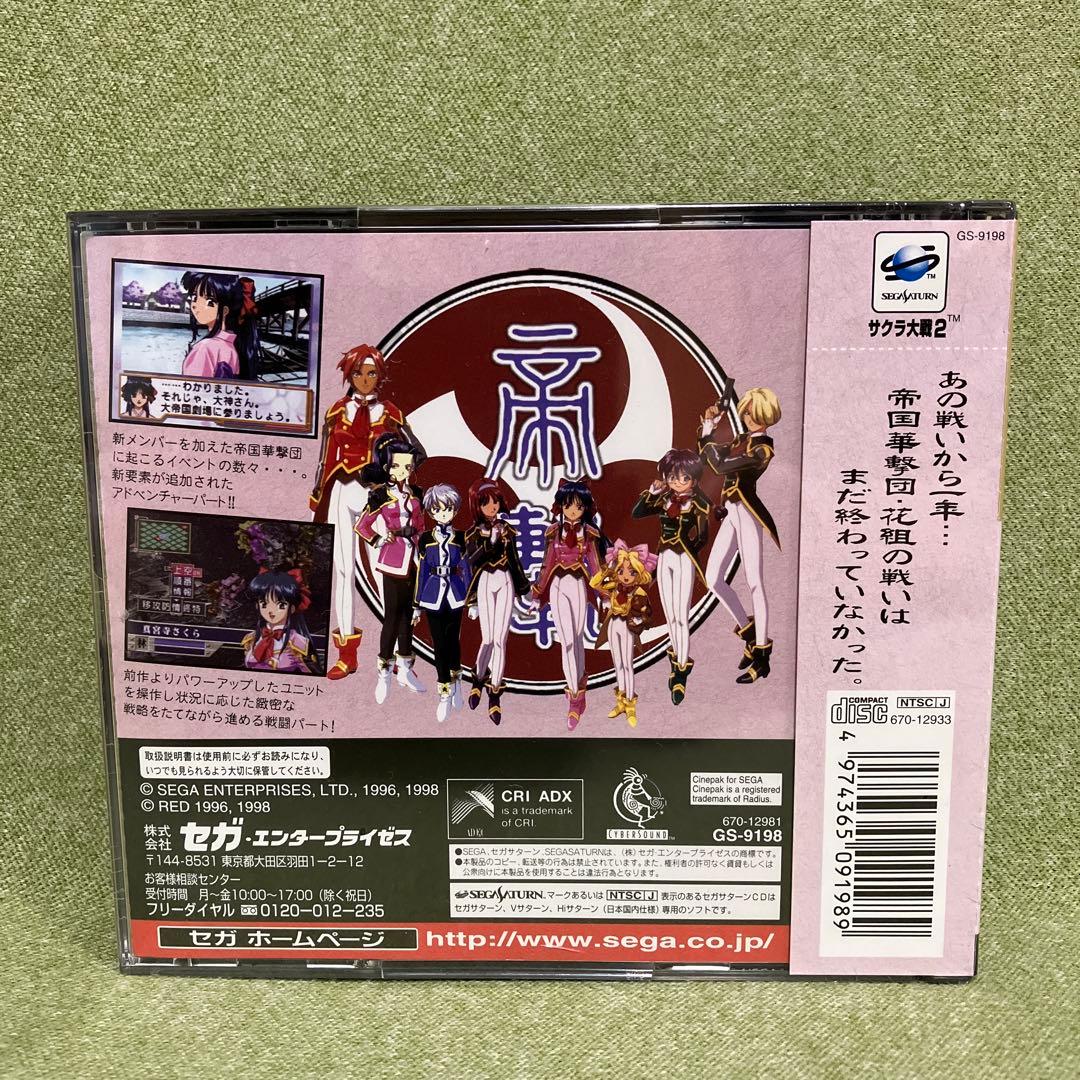 ……わかりました。
それじゃ、大神さん。
大帝国劇場に参りましょう。
新メンバーを加えた帝国華撃団
に起こるイベントの数々・・・。
新要素が追加された
アドベンチャーパート!!
上空
順番
情報
移攻防情必特
真宮寺さくら
林
前作よりパワーアップしたユニット
を操作し状況に応じた緻密な
戦略をたてながら進める戦闘パート!
帝
撃
取扱説明書は使用前に必ずお読みになり、
いつでも見られるよう大切に保管してください。
© SEGA ENTERPRISES, LTD., 1996, 1998
© RED 1996, 1998
株式会社 セガ・エンタープライゼス
〒144-8531 東京都大田区羽田1-2-12
お客様相談センター
受付時間 月〜金10:00〜17:00(除く祝日)
フリーダイヤル 0120-012-235
CRI ADX
is a trademark
of CRI.
CYBERSOUND™
Cinepak for SEGA
Cinepak is a registered
trademark of Radius.
670-12981
GS-9198
●SEGA、セガサターン、SEGASATURNは、(株)セガ・エンタープライゼスの商標です。
●本製品のコピー、転送等の行為は禁止されています。また、権利者の許可なく賃貸もしくは
公衆向けに本製品を使用することは違法行為となります。
SEGASATURN マークあるいは NTSC J 表示のあるセガサターンCDは
セガサターン、Vサターン、Hiサターン(日本国内仕様)専用のソフトです。
セガ ホームページ http://www.sega.co.jp/
GS-9198
TM
SEGASATURN
サクラ大戦2™
あの戦いから一年…
帝国華撃団・花組の戦いは
まだ終わっていなかった。
COMPACT
disc
NTSC J
670-12933
4 974365 091989